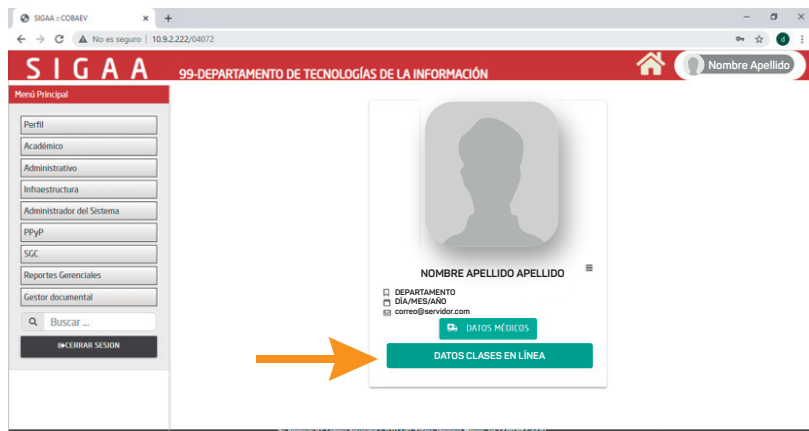 SIGAA :: COBAEV
No es seguro | 10.9.2.222/04072
d
SIGAA
99-DEPARTAMENTO DE TECNOLOGÍAS DE LA INFORMACIÓN
Nombre Apellido
Menú Principal
Perfil
Académico
Administrativo
Infraestructura
Administrador del Sistema
PPyP
SGC
Reportes Gerenciales
Gestor documental
Buscar ...
CERRAR SESION
NOMBRE APELLIDO APELLIDO
DEPARTAMENTO
DÍA/MES/AÑO
correo@servidor.com
DATOS MÉDICOS
DATOS CLASES EN LÍNEA